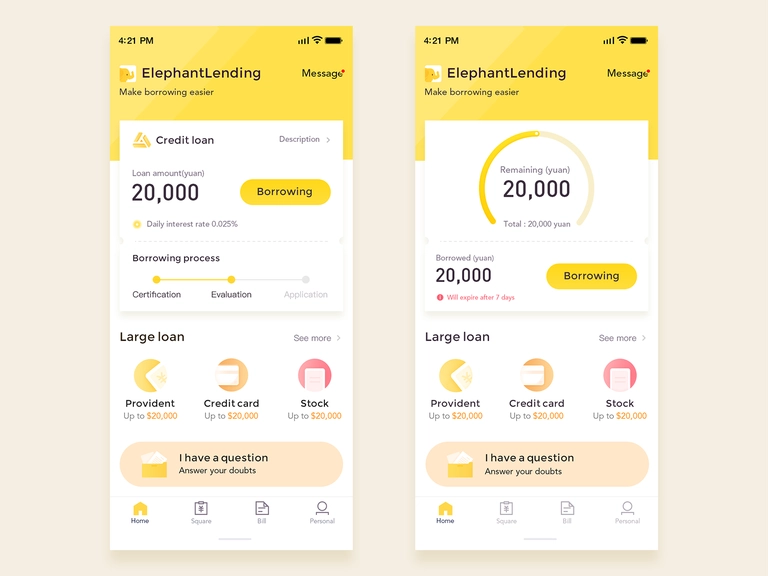 4:21 PM
ElephantLending
Message
Make borrowing easier
Credit loan
Description
Loan amount(yuan)
20,000
Borrowing
Daily interest rate 0.025%
Borrowing process
Certification
Evaluation
Application
Large loan
See more
Provident
Credit card
Stock
Up to $20,000
Up to $20,000
Up to $20,000
I have a question
Answer your doubts
Home
Square
Bill
Personal
4:21 PM
ElephantLending
Message
Make borrowing easier
Remaining (yuan)
20,000
Total : 20,000 yuan
Borrowed (yuan)
20,000
Borrowing
Will expire after 7 days
Large loan
See more
Provident
Credit card
Stock
Up to $20,000
Up to $20,000
Up to $20,000
I have a question
Answer your doubts
Home
Square
Bill
Personal